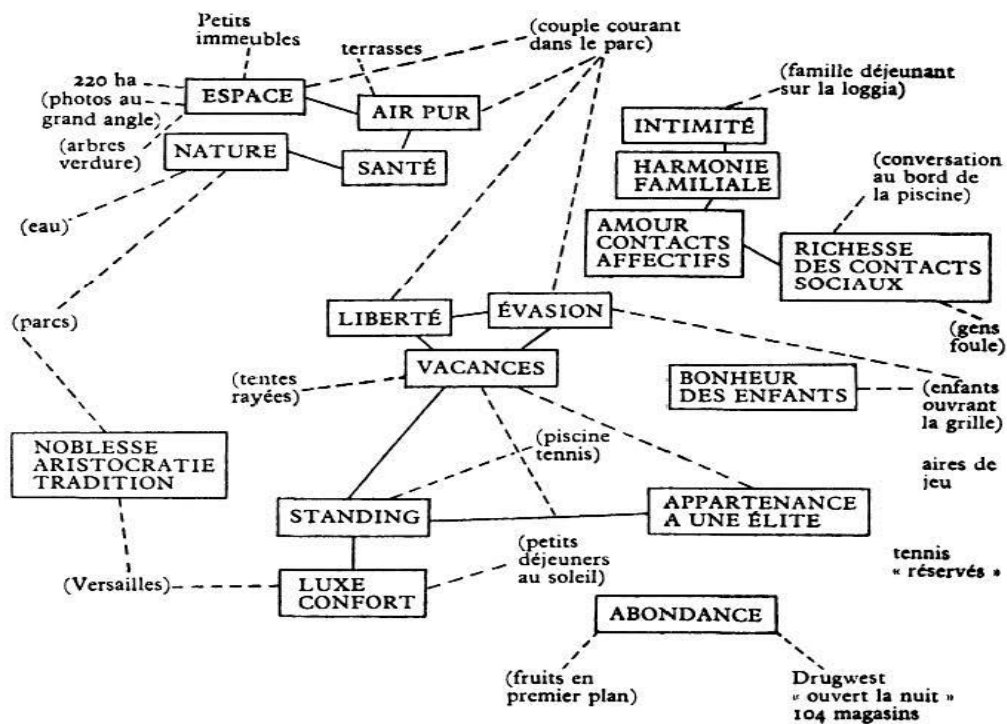 Petits
immeubles
terrasses
(couple courant
dans le parc)
220 ha
(photos au
grand angle)
ESPACE
AIR PUR
(famille déjeunant
sur la loggia)
INTIMITÉ
(arbres
verdure)
NATURE
SANTÉ
HARMONIE
FAMILIALE
(conversation
au bord de
la piscine)
(eau)
AMOUR
CONTACTS
AFFECTIFS
RICHESSE
DES CONTACTS
SOCIAUX
(parcs)
LIBERTÉ
ÉVASION
(gens
foule)
VACANCES
(tentes
rayées)
BONHEUR
DES ENFANTS
(enfants
ouvrant
la grille)
NOBLESSE
ARISTOCRATIE
TRADITION
(piscine
tennis)
aires de
jeu
STANDING
APPARTENANCE
A UNE ÉLITE
(Versailles)
LUXE
CONFORT
(petits
déjeuners
au soleil)
tennis
« réservés »
ABONDANCE
(fruits en
premier plan)
Drugwest
« ouvert la nuit »
104 magasins